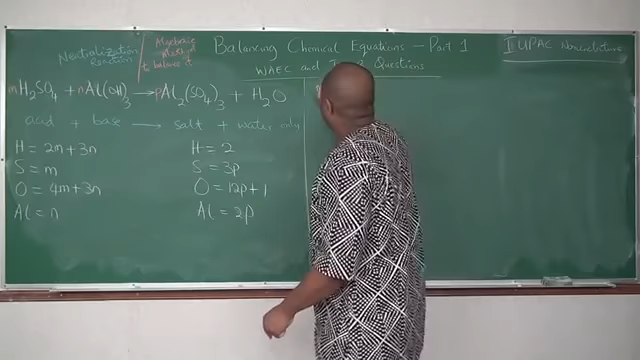 Neutralization
Reaction
Algebraic
method
to balance it
Balancing Chemical Equations - Part 1
WAEC and Questions
IUPAC Nomenclature
mH₂SO₄ + nAl(OH)₃ → pAl₂(SO₄)₃ + H₂O
acid + base → salt + water only
H = 2m + 3n
S = m
O = 4m + 3n
Al = n
H = 2
S = 3p
O = 12p + 1
Al = 2p